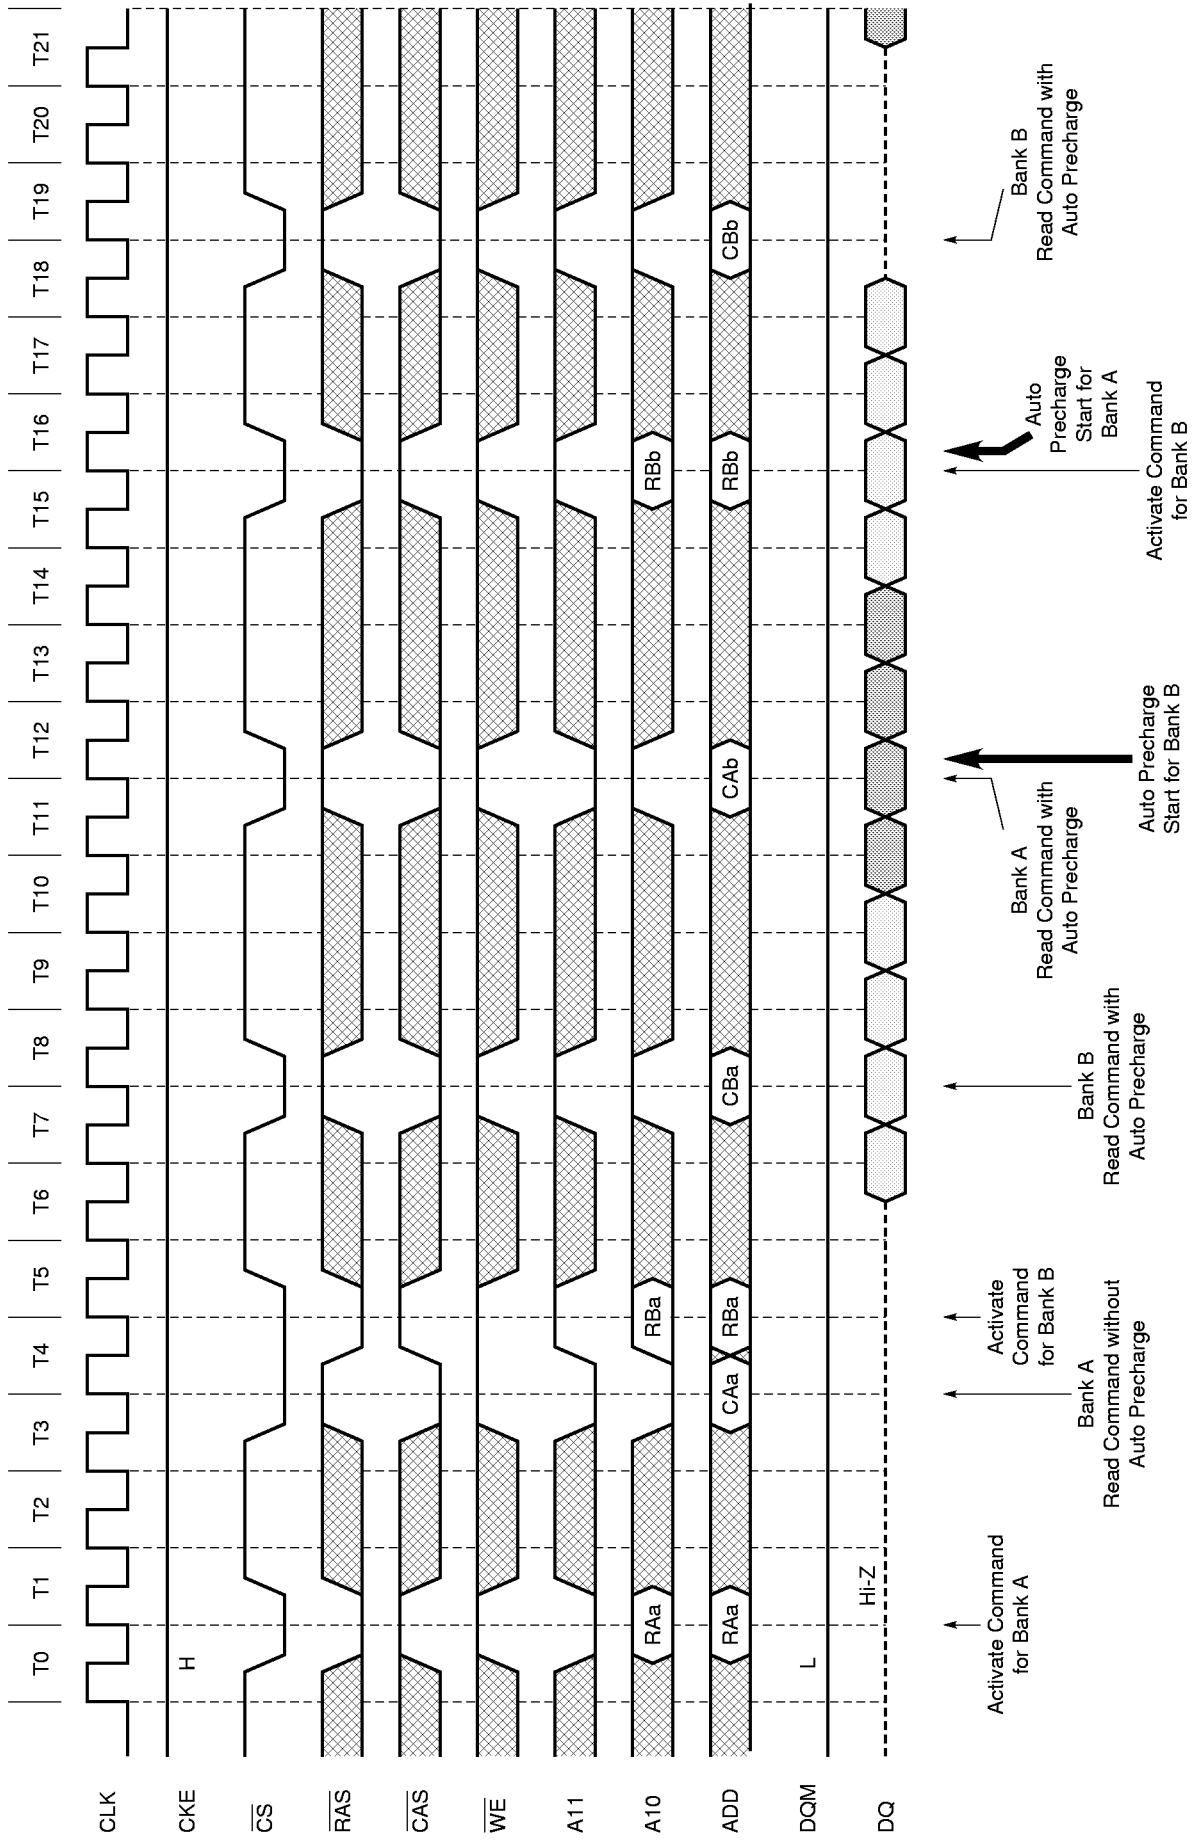 T0 T1 T2 T3 T4 T5 T6 T7 T8 T9 T10 T11 T12 T13 T14 T15 T16 T17 T18 T19 T20 T21
CLK
CKE H
CS
RAS
CAS
WE
A11
A10 RAa RBa RBb
ADD RAa CAa RBa CBa CAb RBb CBb
DQM L
DQ Hi-Z
Activate Command
for Bank A
Bank A
Read Command without
Auto Precharge
Activate
Command
for Bank B
Bank B
Read Command with
Auto Precharge
Bank A
Read Command with
Auto Precharge
Auto Precharge
Start for Bank B
Activate Command
for Bank B
Auto
Precharge
Start for
Bank A
Bank B
Read Command with
Auto Precharge